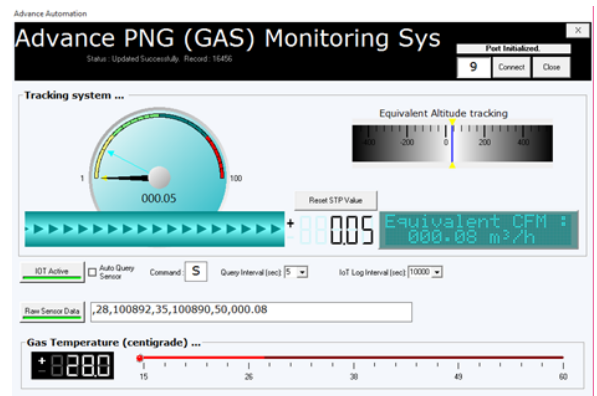 Advance Automation
Advance PNG (GAS) Monitoring Sys
Status : Updated Successfully. Record : 16456
Port Initialized.
9 Connect Close
Tracking system ...
Equivalent Altitude tracking
-400 -200 0 200 400
1 100
000.05
Reset STP Value
+ 0.05
Equivalent CFM :
000.08 m³/h
IOT Active Auto Query Sensor Command : S Query Interval (sec): 5 IoT Log Interval (sec): 10000
Raw Sensor Data ,28,100892,35,100890,50,000.08
Gas Temperature (centigrade) ...
+ 28.0
15 26 38 49 60